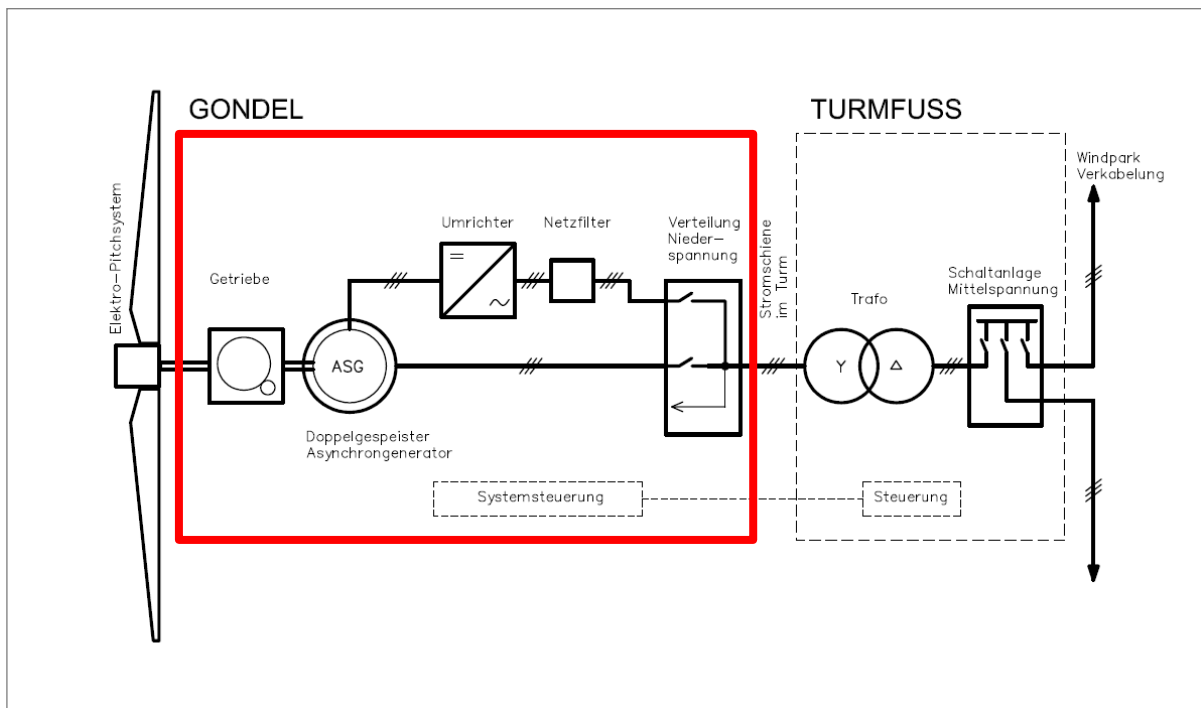 GONDEL
TURMFUSS
Elektro-Pitchsystem
Getriebe
ASG
Doppelgespeister
Asynchrongenerator
Umrichter
=
~
Netzfilter
Verteilung
Nieder-
spannung
Stromschiene
im Turm
Trafo
Y
Δ
Schaltanlage
Mittelspannung
Windpark
Verkabelung
Systemsteuerung
Steuerung